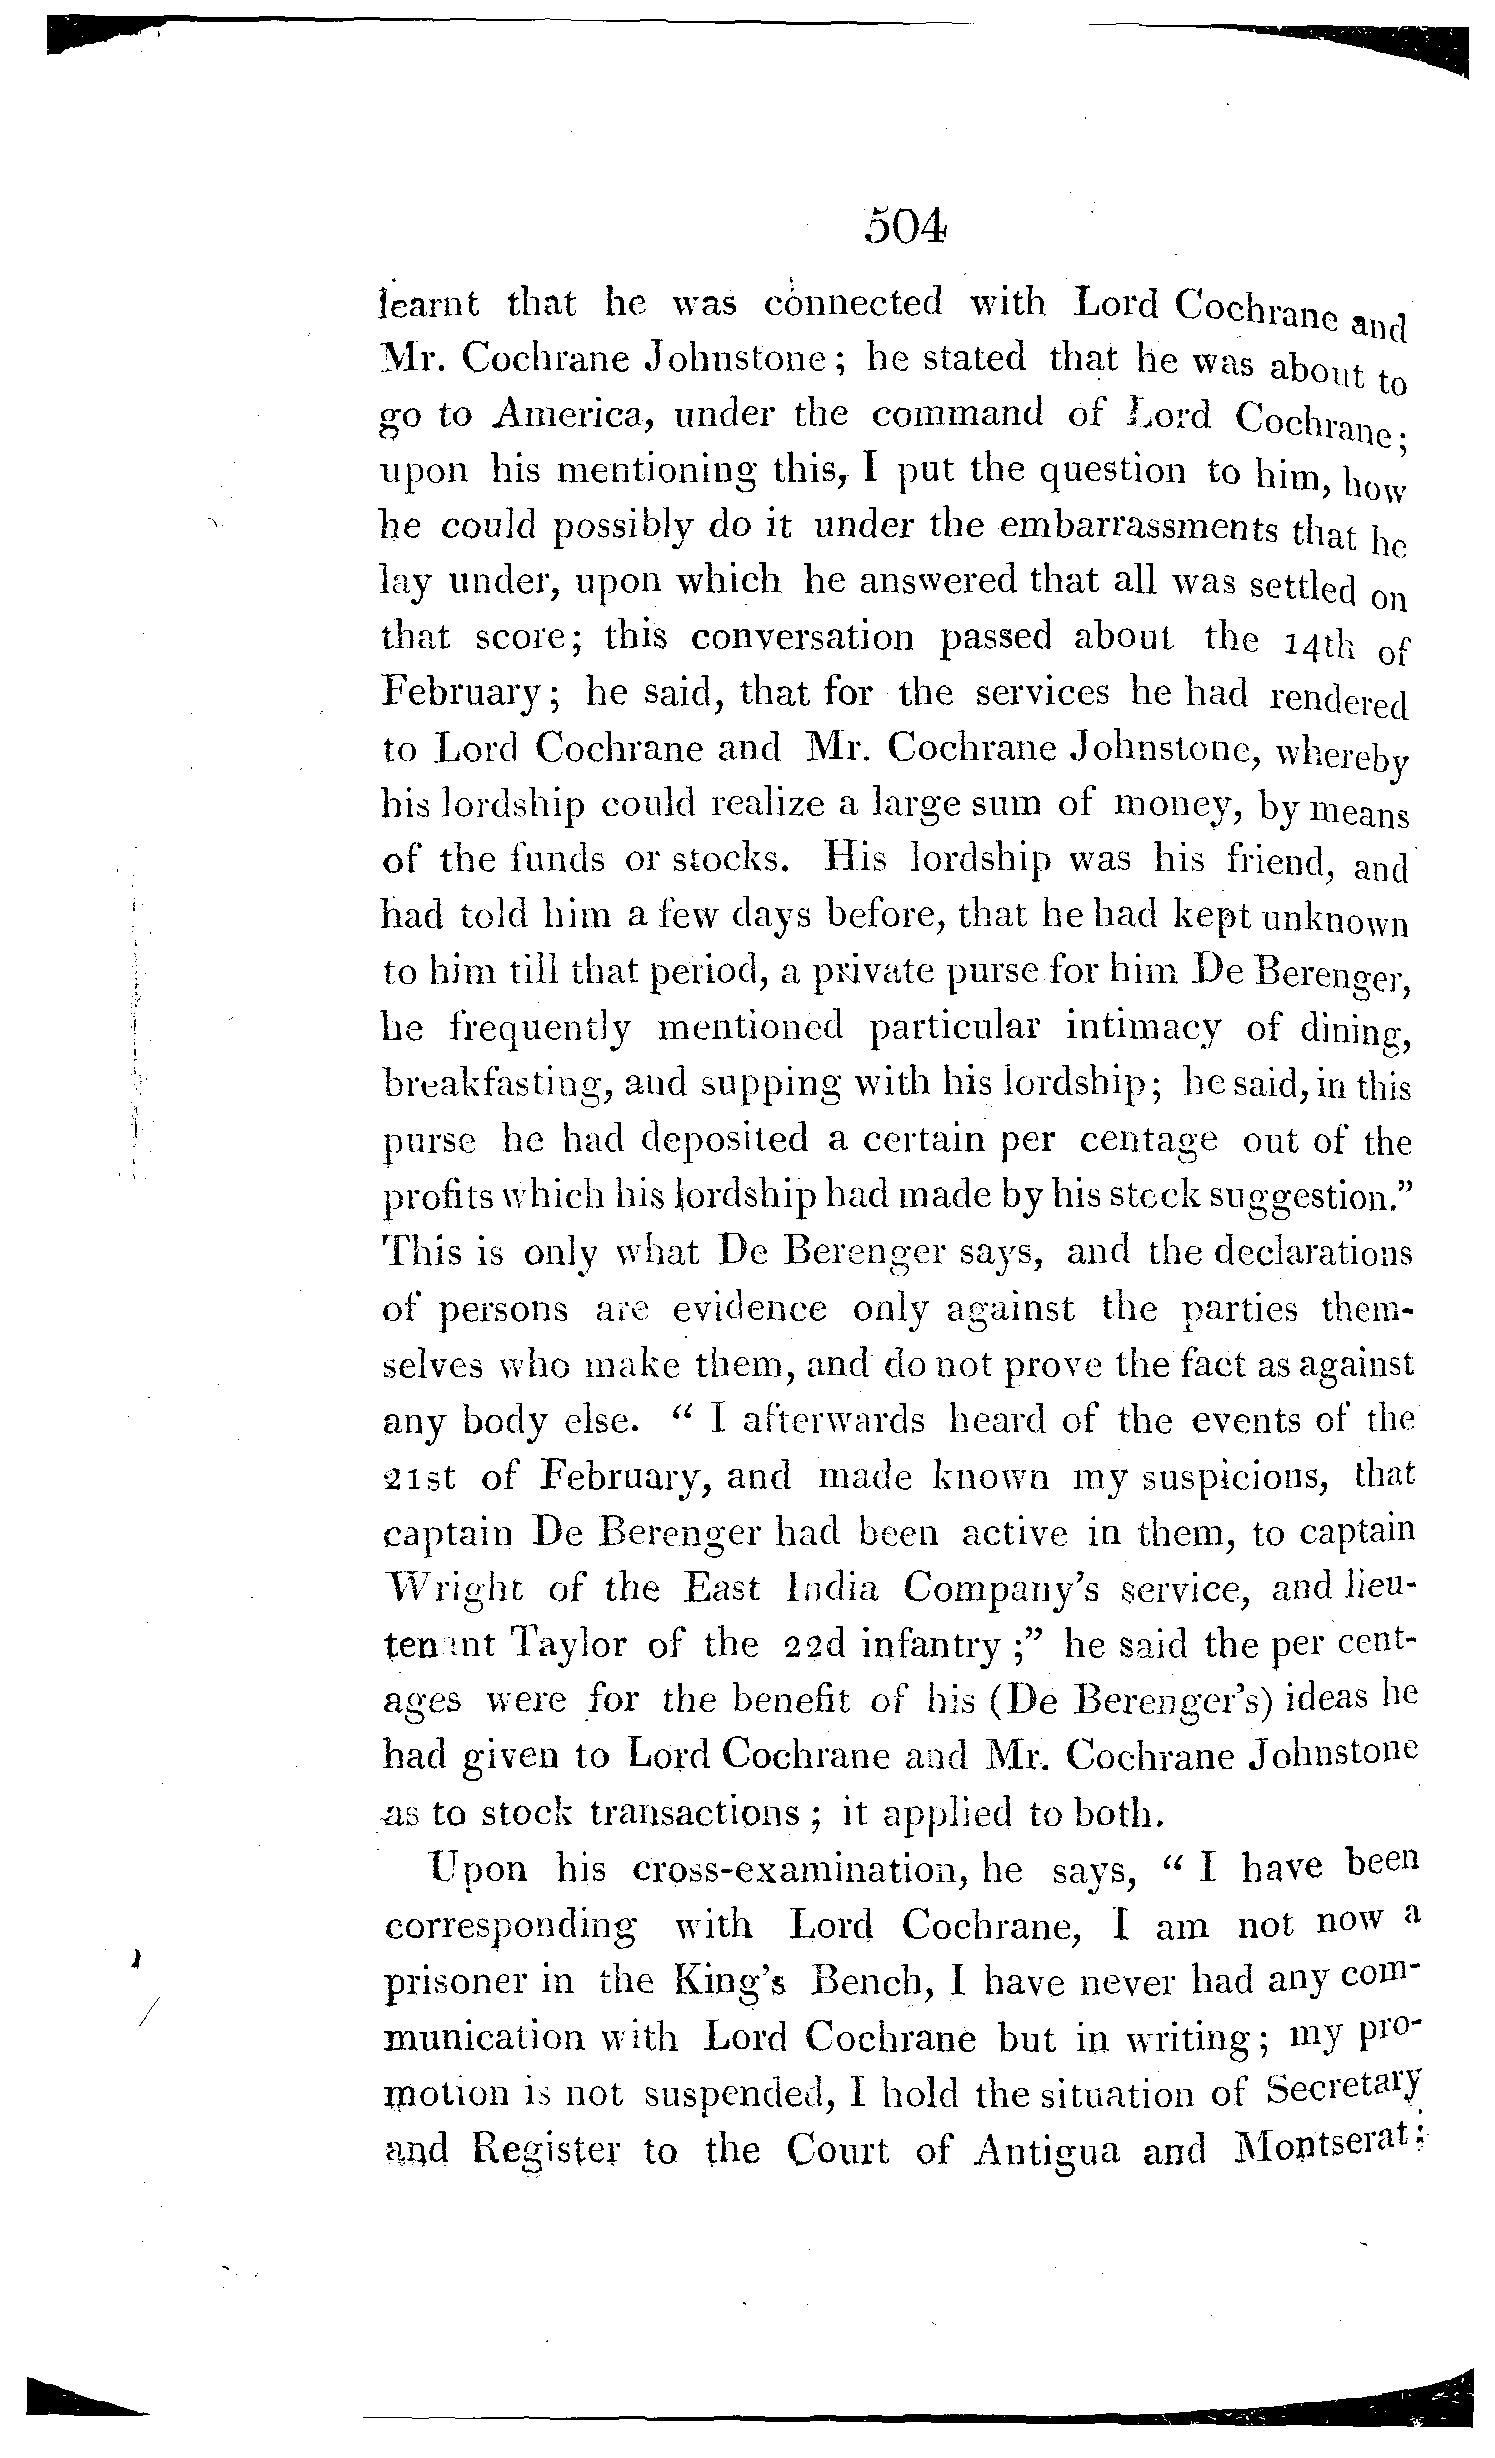 504
learnt that he was connected with Lord Cochrane and
Mr. Cochrane Johnstone; he stated that he was about to
go to America, under the command of Lord Cochrane;
upon his mentioning this, I put the question to him, how
he could possibly do it under the embarrassments that he
lay under, upon which he answered that all was settled on
that score; this conversation passed about the 14th of
February; he said, that for the services he had rendered
to Lord Cochrane and Mr. Cochrane Johnstone, whereby
his lordship could realize a large sum of money, by means
of the funds or stocks. His lordship was his friend, and
had told him a few days before, that he had kept unknown
to him till that period, a private purse for him De Berenger,
he frequently mentioned particular intimacy of dining,
breakfasting, and supping with his lordship; he said, in this
purse he had deposited a certain per centage out of the
profits which his lordship had made by his stock suggestion."
This is only what De Berenger says, and the declarations
of persons are evidence only against the parties them-
selves who make them, and do not prove the fact as against
any body else. " I afterwards heard of the events of the
21st of February, and made known my suspicions, that
captain De Berenger had been active in them, to captain
Wright of the East India Company's service, and lieu-
tenant Taylor of the 22d infantry ;" he said the per cent-
ages were for the benefit of his (De Berenger's) ideas he
had given to Lord Cochrane and Mr. Cochrane Johnstone
as to stock transactions ; it applied to both.
Upon his cross-examination, he says, " I have been
corresponding with Lord Cochrane, I am not now a
prisoner in the King's Bench, I have never had any com-
munication with Lord Cochrane but in writing; my pro-
motion is not suspended, I hold the situation of Secretary
and Register to the Court of Antigua and Montserat;